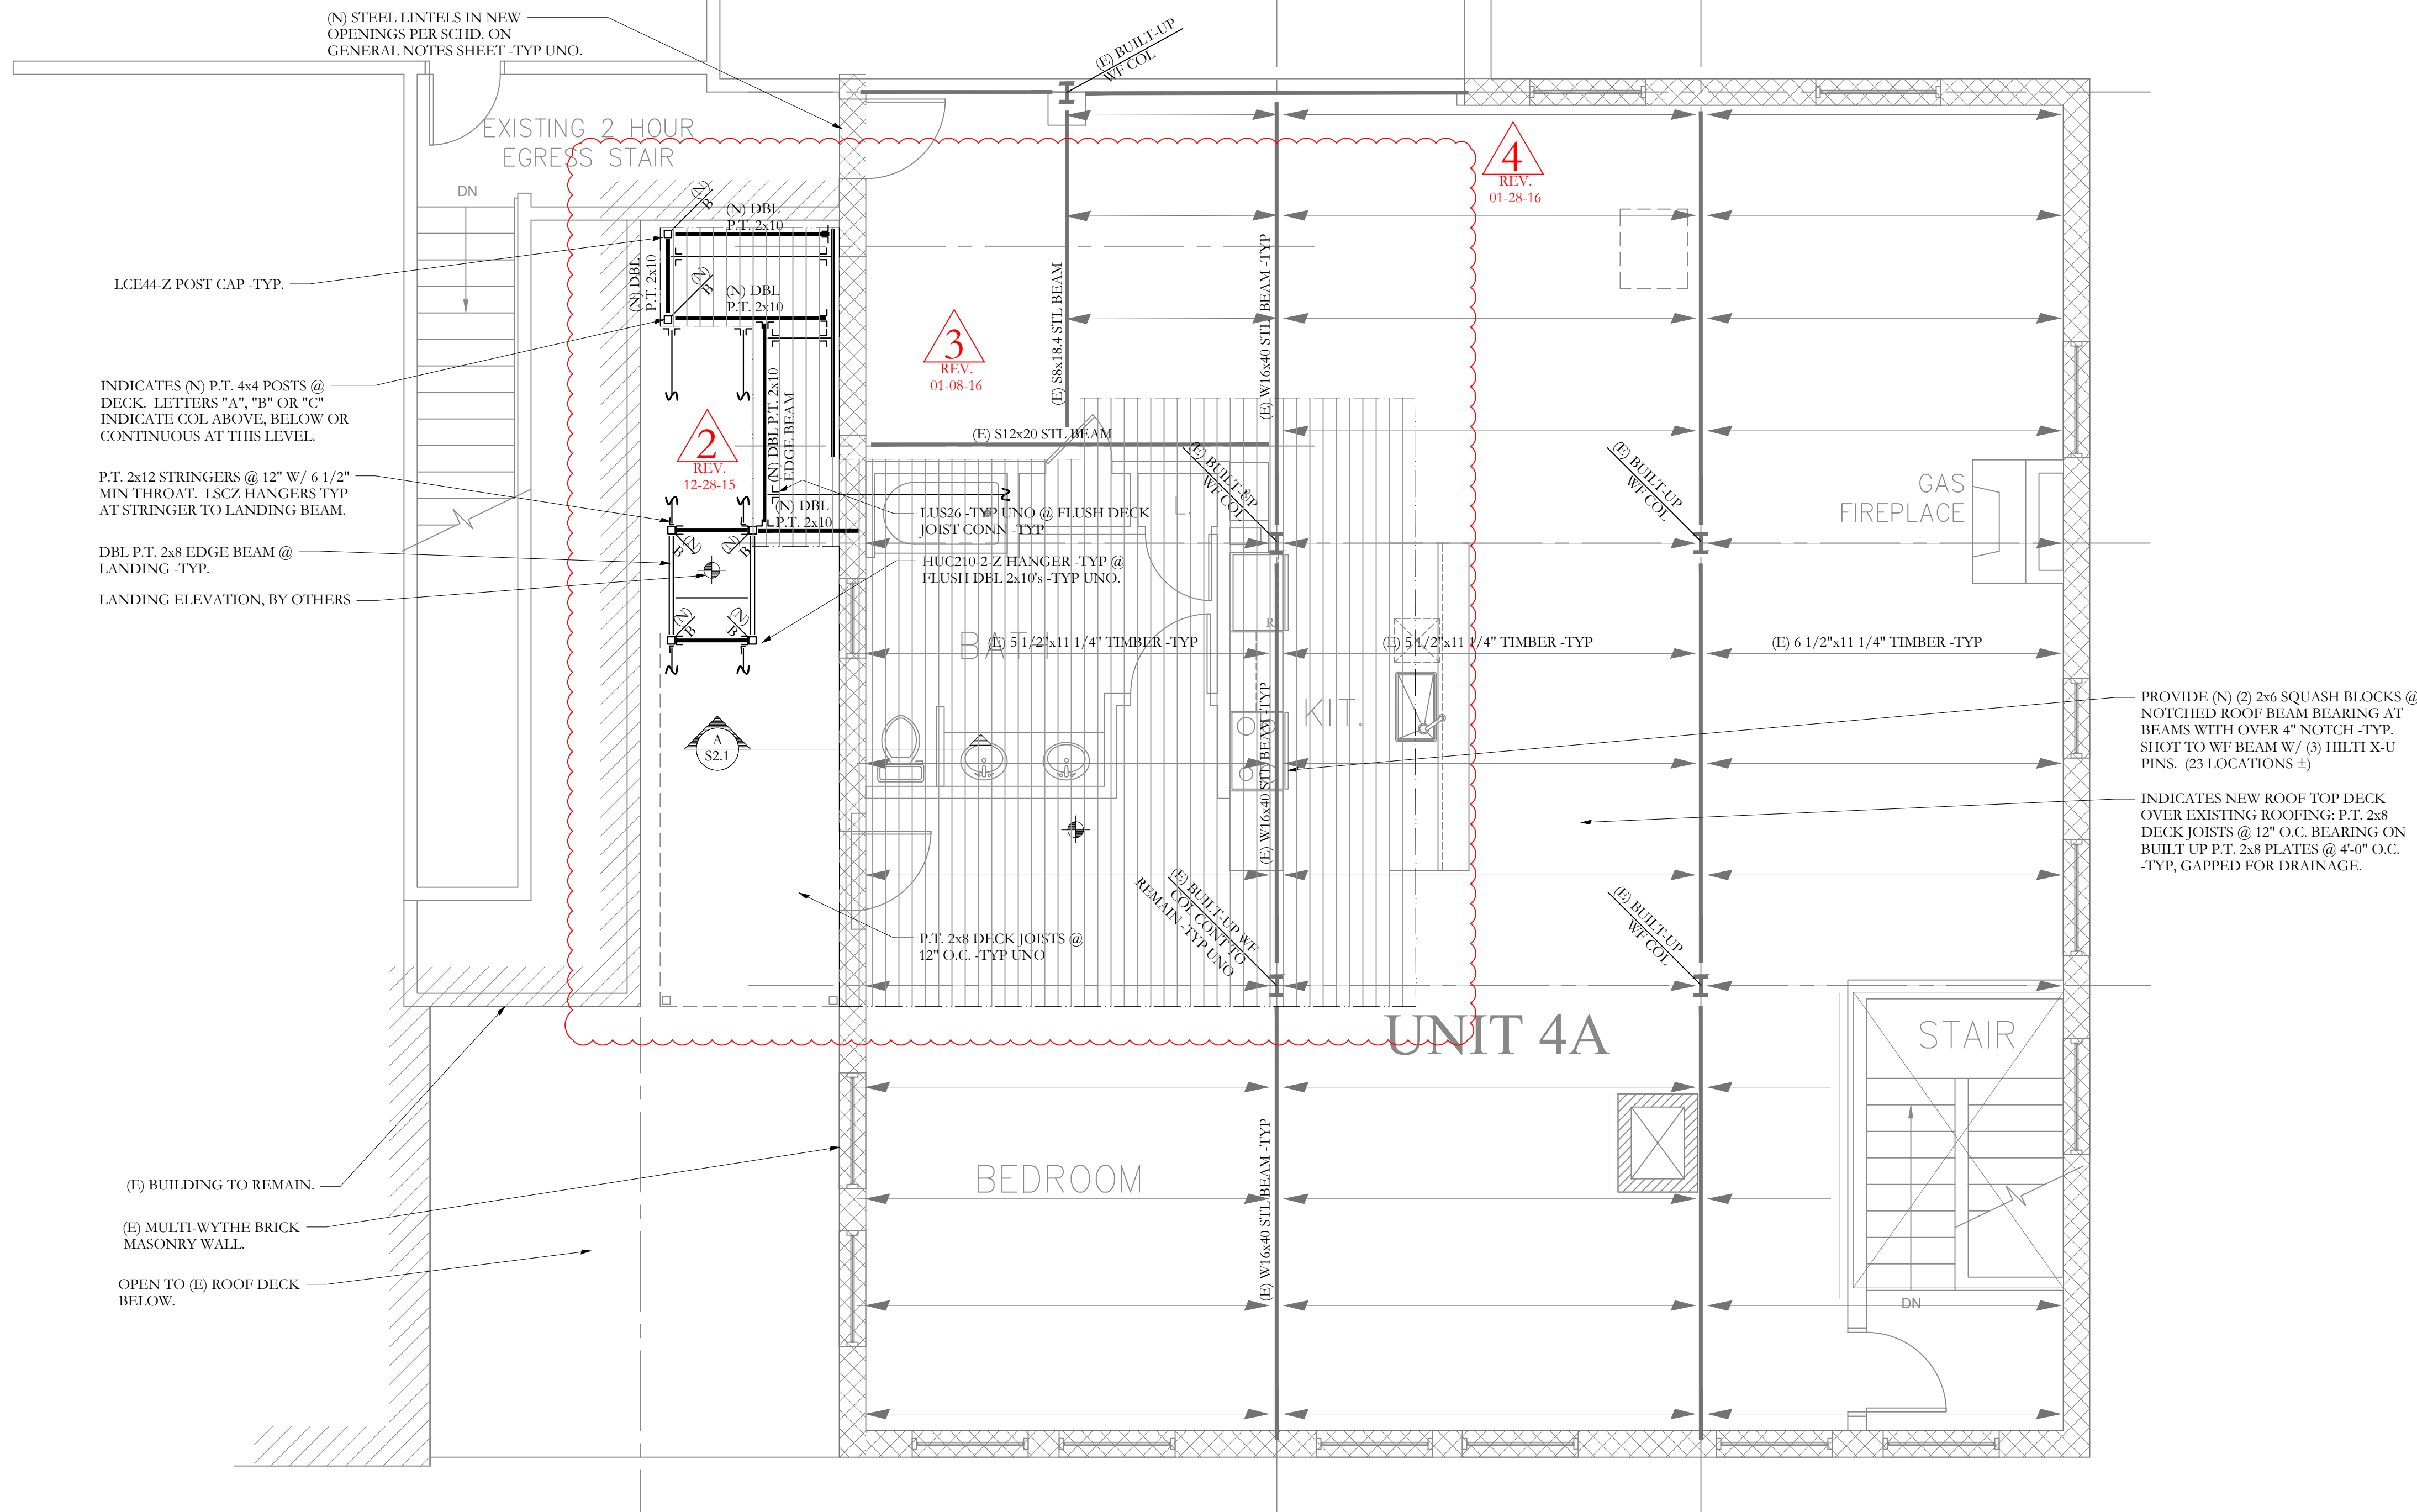 (N) STEEL LINTELS IN NEW
OPENINGS PER SCHD. ON
GENERAL NOTES SHEET -TYP UNO.
(E) BUILT-UP
WF COL
EXISTING 2 HOUR
EGRESS STAIR
DN
4
REV.
01-28-16
(N)
B
(N) DBL
P.T. 2x10
LCE44-Z POST CAP -TYP.
(N) DBL
P.T. 2x10
(N)
B
(N) DBL
P.T. 2x10
(E) S8x18.4 STL BEAM
(E) W16x40 STL BEAM -TYP
3
REV.
01-08-16
INDICATES (N) P.T. 4x4 POSTS @
DECK. LETTERS "A", "B" OR "C"
INDICATE COL ABOVE, BELOW OR
CONTINUOUS AT THIS LEVEL.
2
REV.
12-28-15
(N) DBL P.T. 2x10
EDGE BEAM
(E) S12x20 STL BEAM
(E) BUILT-UP
WF COL
(E) BUILT-UP
WF COL
P.T. 2x12 STRINGERS @ 12" W/ 6 1/2"
MIN THROAT. LSCZ HANGERS TYP
AT STRINGER TO LANDING BEAM.
GAS
FIREPLACE
L.
(N) DBL
P.T. 2x10
LUS26 -TYP UNO @ FLUSH DECK
JOIST CONN -TYP
DBL P.T. 2x8 EDGE BEAM @
LANDING -TYP.
(N)
B
(N)
B
HUC210-2-Z HANGER -TYP @
FLUSH DBL 2x10's -TYP UNO.
LANDING ELEVATION, BY OTHERS
(N)
B
(N)
B
R
BATH
(E) 5 1/2"x11 1/4" TIMBER -TYP
(E) 5 1/2"x11 1/4" TIMBER -TYP
(E) 6 1/2"x11 1/4" TIMBER -TYP
(E) W16x40 STL BEAM -TYP
KIT.
PROVIDE (N) (2) 2x6 SQUASH BLOCKS @
NOTCHED ROOF BEAM BEARING AT
BEAMS WITH OVER 4" NOTCH -TYP.
SHOT TO WF BEAM W/ (3) HILTI X-U
PINS. (23 LOCATIONS ±)
A
S2.1
INDICATES NEW ROOF TOP DECK
OVER EXISTING ROOFING: P.T. 2x8
DECK JOISTS @ 12" O.C. BEARING ON
BUILT UP P.T. 2x8 PLATES @ 4'-0" O.C.
-TYP, GAPPED FOR DRAINAGE.
(E) BUILT-UP WF
COL CONT TO
REMAIN -TYP UNO
(E) BUILT-UP
WF COL
P.T. 2x8 DECK JOISTS @
12" O.C. -TYP UNO
UNIT 4A
STAIR
(E) BUILDING TO REMAIN.
BEDROOM
(E) W16x40 STL BEAM -TYP
(E) MULTI-WYTHE BRICK
MASONRY WALL.
OPEN TO (E) ROOF DECK
BELOW.
DN